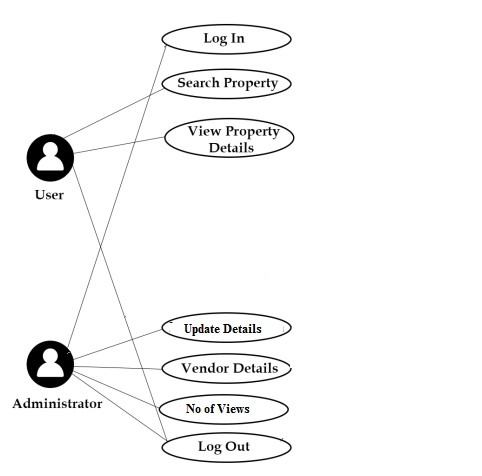 Log In
Search Property
View Property
Details
User
Update Details
Vendor Details
Administrator
No of Views
Log Out